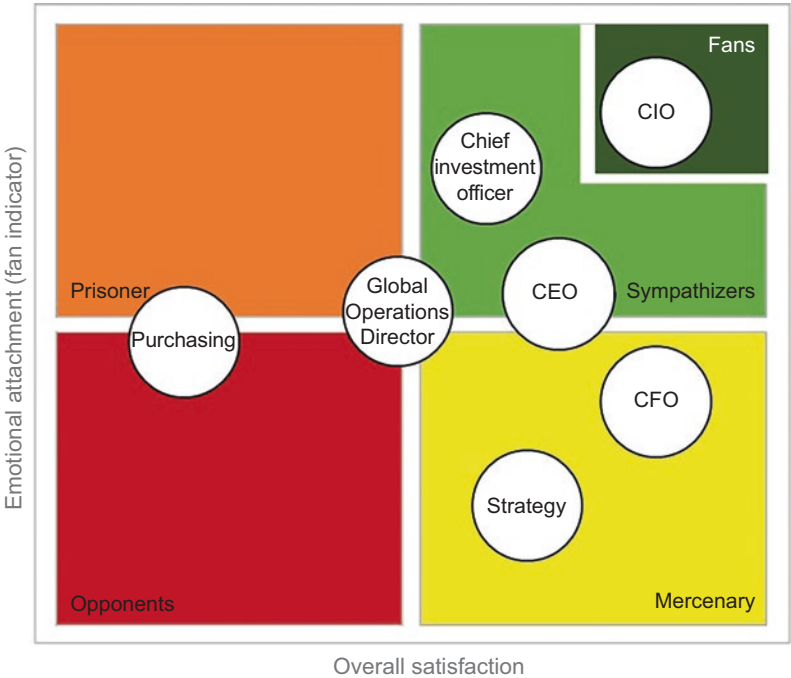 Emotional attachment (fan indicator)
Fans
CIO
Chief
investment
officer
Prisoner
Global
Operations
Director
CEO
Sympathizers
Purchasing
CFO
Strategy
Opponents
Mercenary
Overall satisfaction